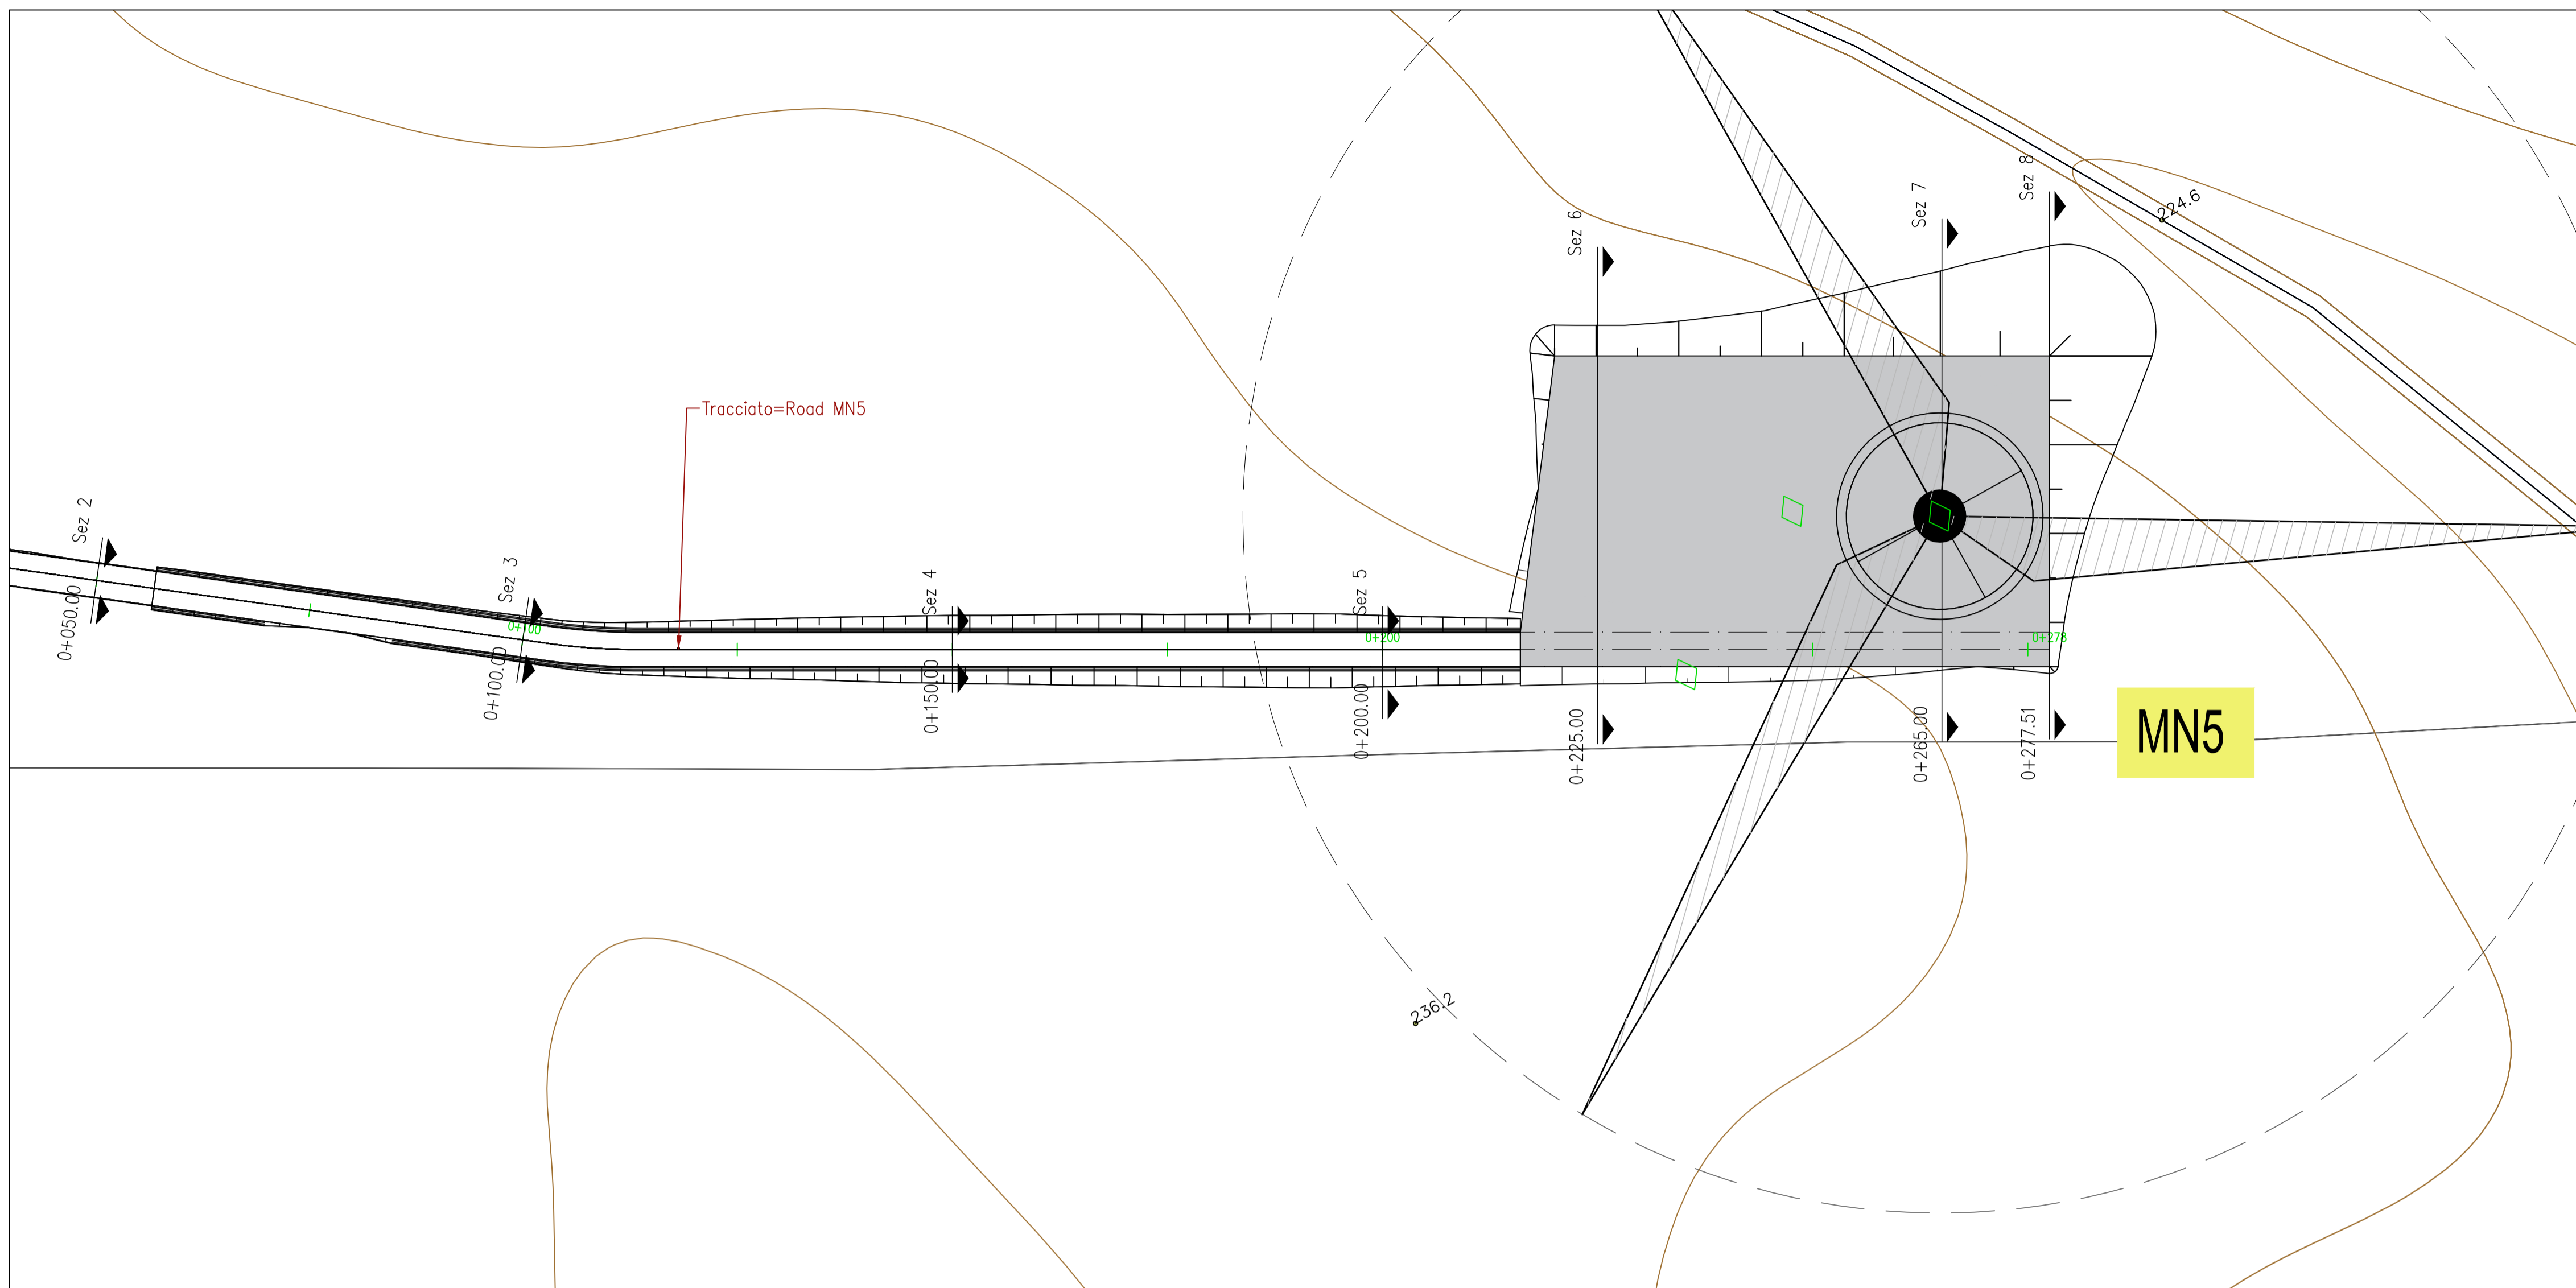 Sez 2
0+050.00
Sez 3
0+100
0+100.00
Tracciato=Road MN5
Sez 4
0+150.00
Sez 5
0+200
0+200.00
Sez 6
0+225.00
Sez 7
0+265.00
Sez 8
0+278
0+277.51
224.6
MN5
236.2